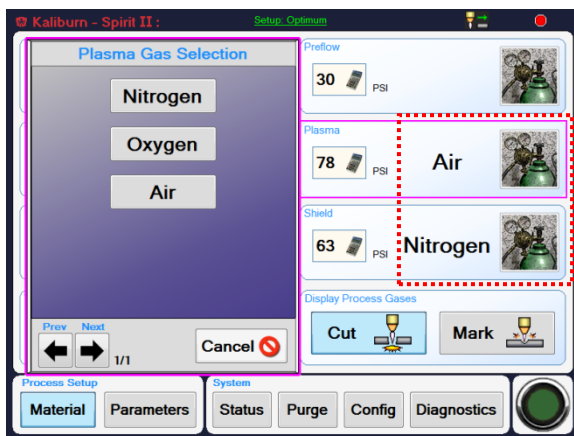 Kaliburn - Spirit II :
Setup: Optimum
Plasma Gas Selection
Nitrogen
Oxygen
Air
Prev Next
1/1
Cancel
Preflow
30 PSI
Plasma
78 PSI Air
Shield
63 PSI Nitrogen
Display Process Gases
Cut Mark
Process Setup
Material Parameters
System
Status Purge Config Diagnostics